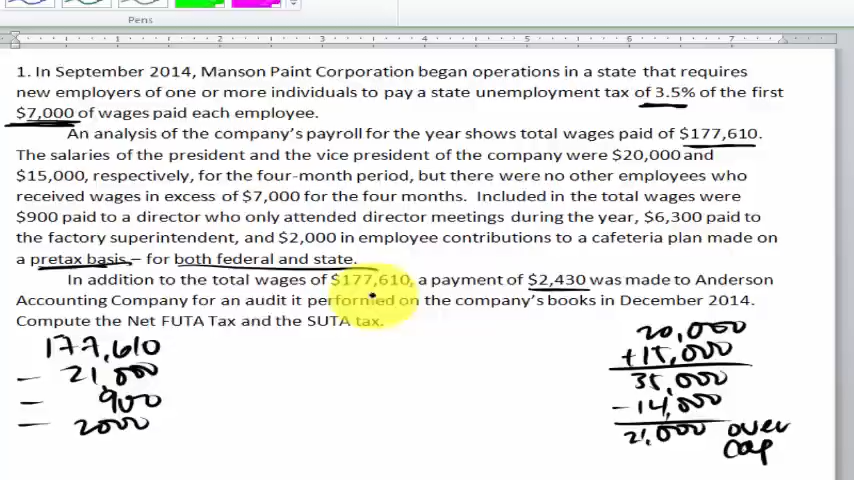 Pens
1 2 3 4 5 6 7
1. In September 2014, Manson Paint Corporation began operations in a state that requires
new employers of one or more individuals to pay a state unemployment tax of 3.5% of the first
$7,000 of wages paid each employee.
An analysis of the company's payroll for the year shows total wages paid of $177,610.
The salaries of the president and the vice president of the company were $20,000 and
$15,000, respectively, for the four-month period, but there were no other employees who
received wages in excess of $7,000 for the four months. Included in the total wages were
$900 paid to a director who only attended director meetings during the year, $6,300 paid to
the factory superintendent, and $2,000 in employee contributions to a cafeteria plan made on
a pretax basis – for both federal and state.
In addition to the total wages of $177,610, a payment of $2,430 was made to Anderson
Accounting Company for an audit it performed on the company's books in December 2014.
Compute the Net FUTA Tax and the SUTA tax.
177,610
- 21,000
- 900
- 2000
20,000
+15,000
35,000
-14,000
21,000 over
cap